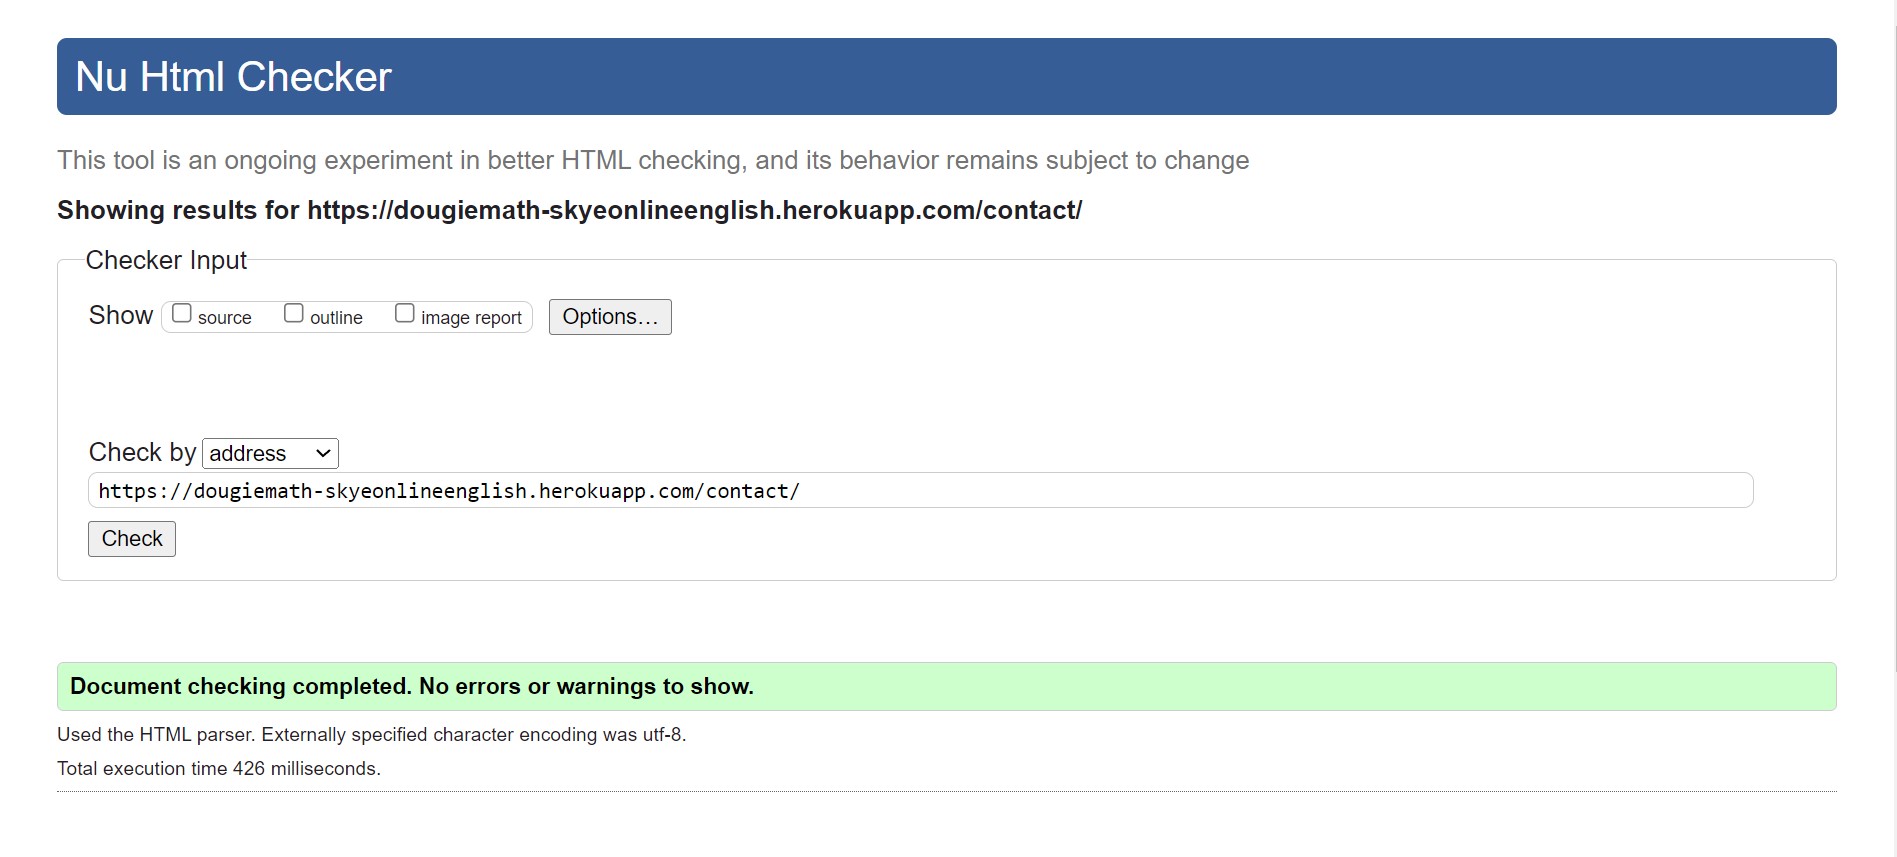 Nu Html Checker
This tool is an ongoing experiment in better HTML checking, and its behavior remains subject to change
Showing results for https://dougiemath-skyeonlineenglish.herokuapp.com/contact/
Checker Input
Show source outline image report Options...
Check by address
https://dougiemath-skyeonlineenglish.herokuapp.com/contact/
Check
Document checking completed. No errors or warnings to show.
Used the HTML parser. Externally specified character encoding was utf-8.
Total execution time 426 milliseconds.